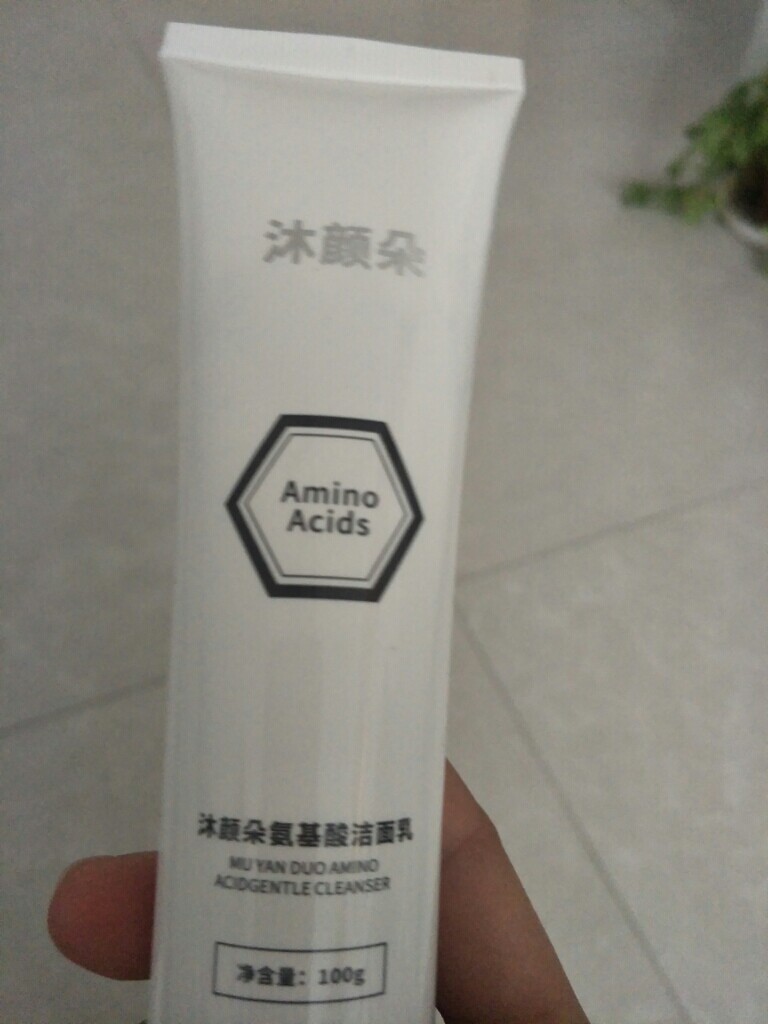 沐颜朵
Amino
Acids
沐颜朵氨基酸洁面乳
MU YAN DUO AMINO
ACIDGENTLE CLEANSER
净含量：100g